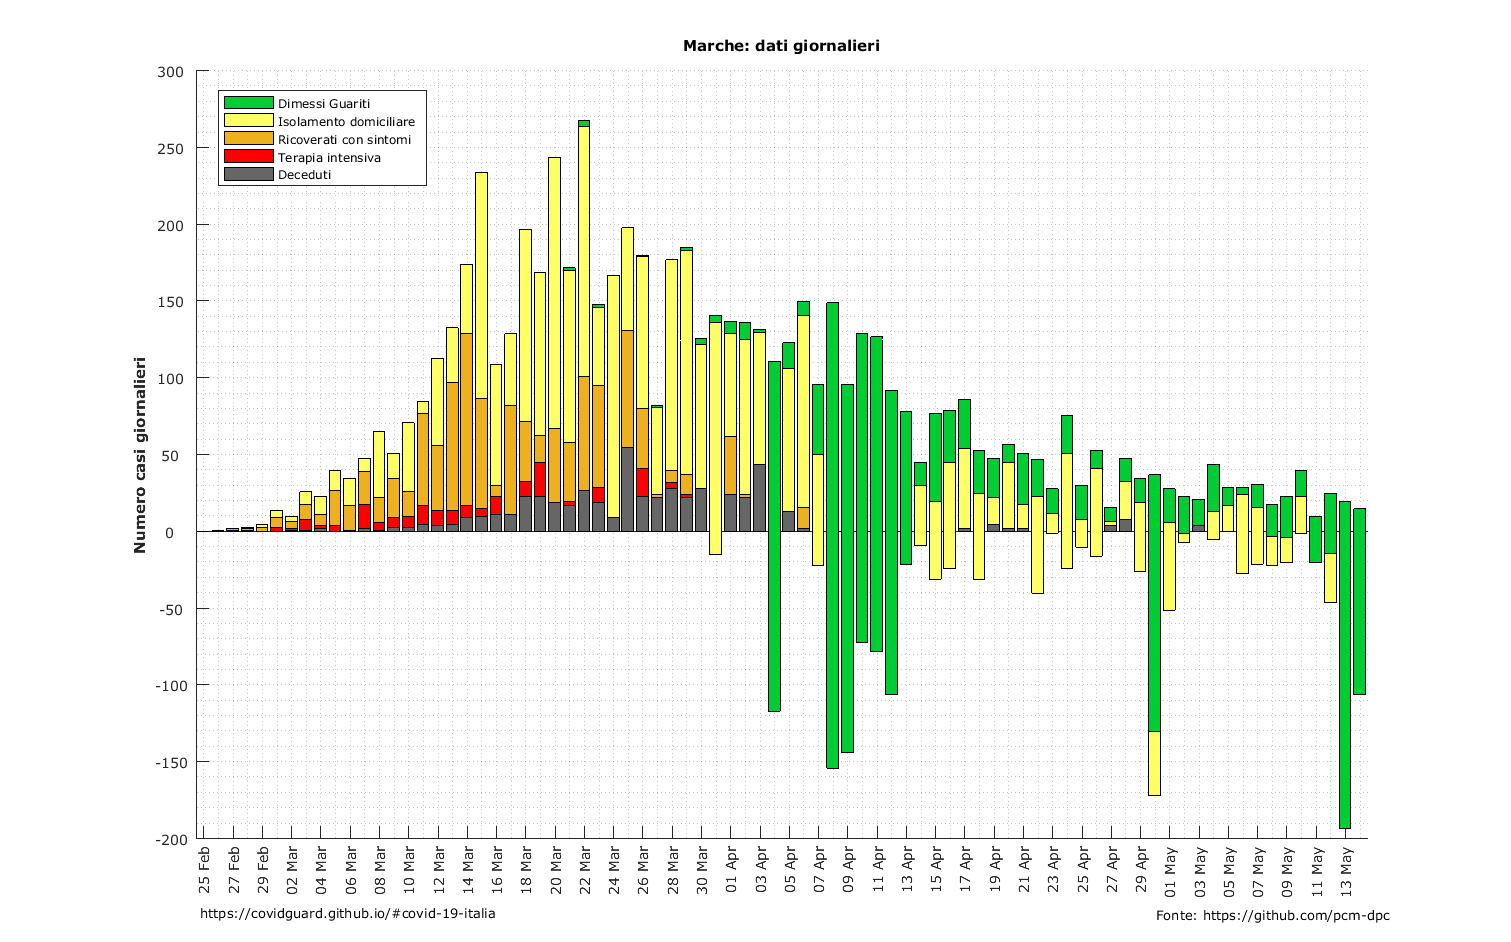 Marche: dati giornalieri
300
250
200
150
100
50
0
-50
-100
-150
-200
Numero casi giornalieri
Dimessi Guariti
Isolamento domiciliare
Ricoverati con sintomi
Terapia intensiva
Deceduti
25 Feb
27 Feb
29 Feb
02 Mar
04 Mar
06 Mar
08 Mar
10 Mar
12 Mar
14 Mar
16 Mar
18 Mar
20 Mar
22 Mar
24 Mar
26 Mar
28 Mar
30 Mar
01 Apr
03 Apr
05 Apr
07 Apr
09 Apr
11 Apr
13 Apr
15 Apr
17 Apr
19 Apr
21 Apr
23 Apr
25 Apr
27 Apr
29 Apr
01 May
03 May
05 May
07 May
09 May
11 May
13 May
https://covidguard.github.io/#covid-19-italia
Fonte: https://github.com/pcm-dpc